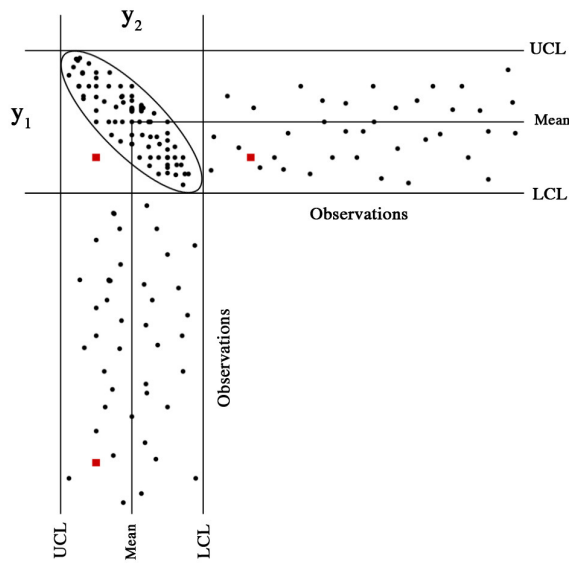 y2
UCL
y1
Mean
LCL
Observations
Observations
UCL
Mean
LCL